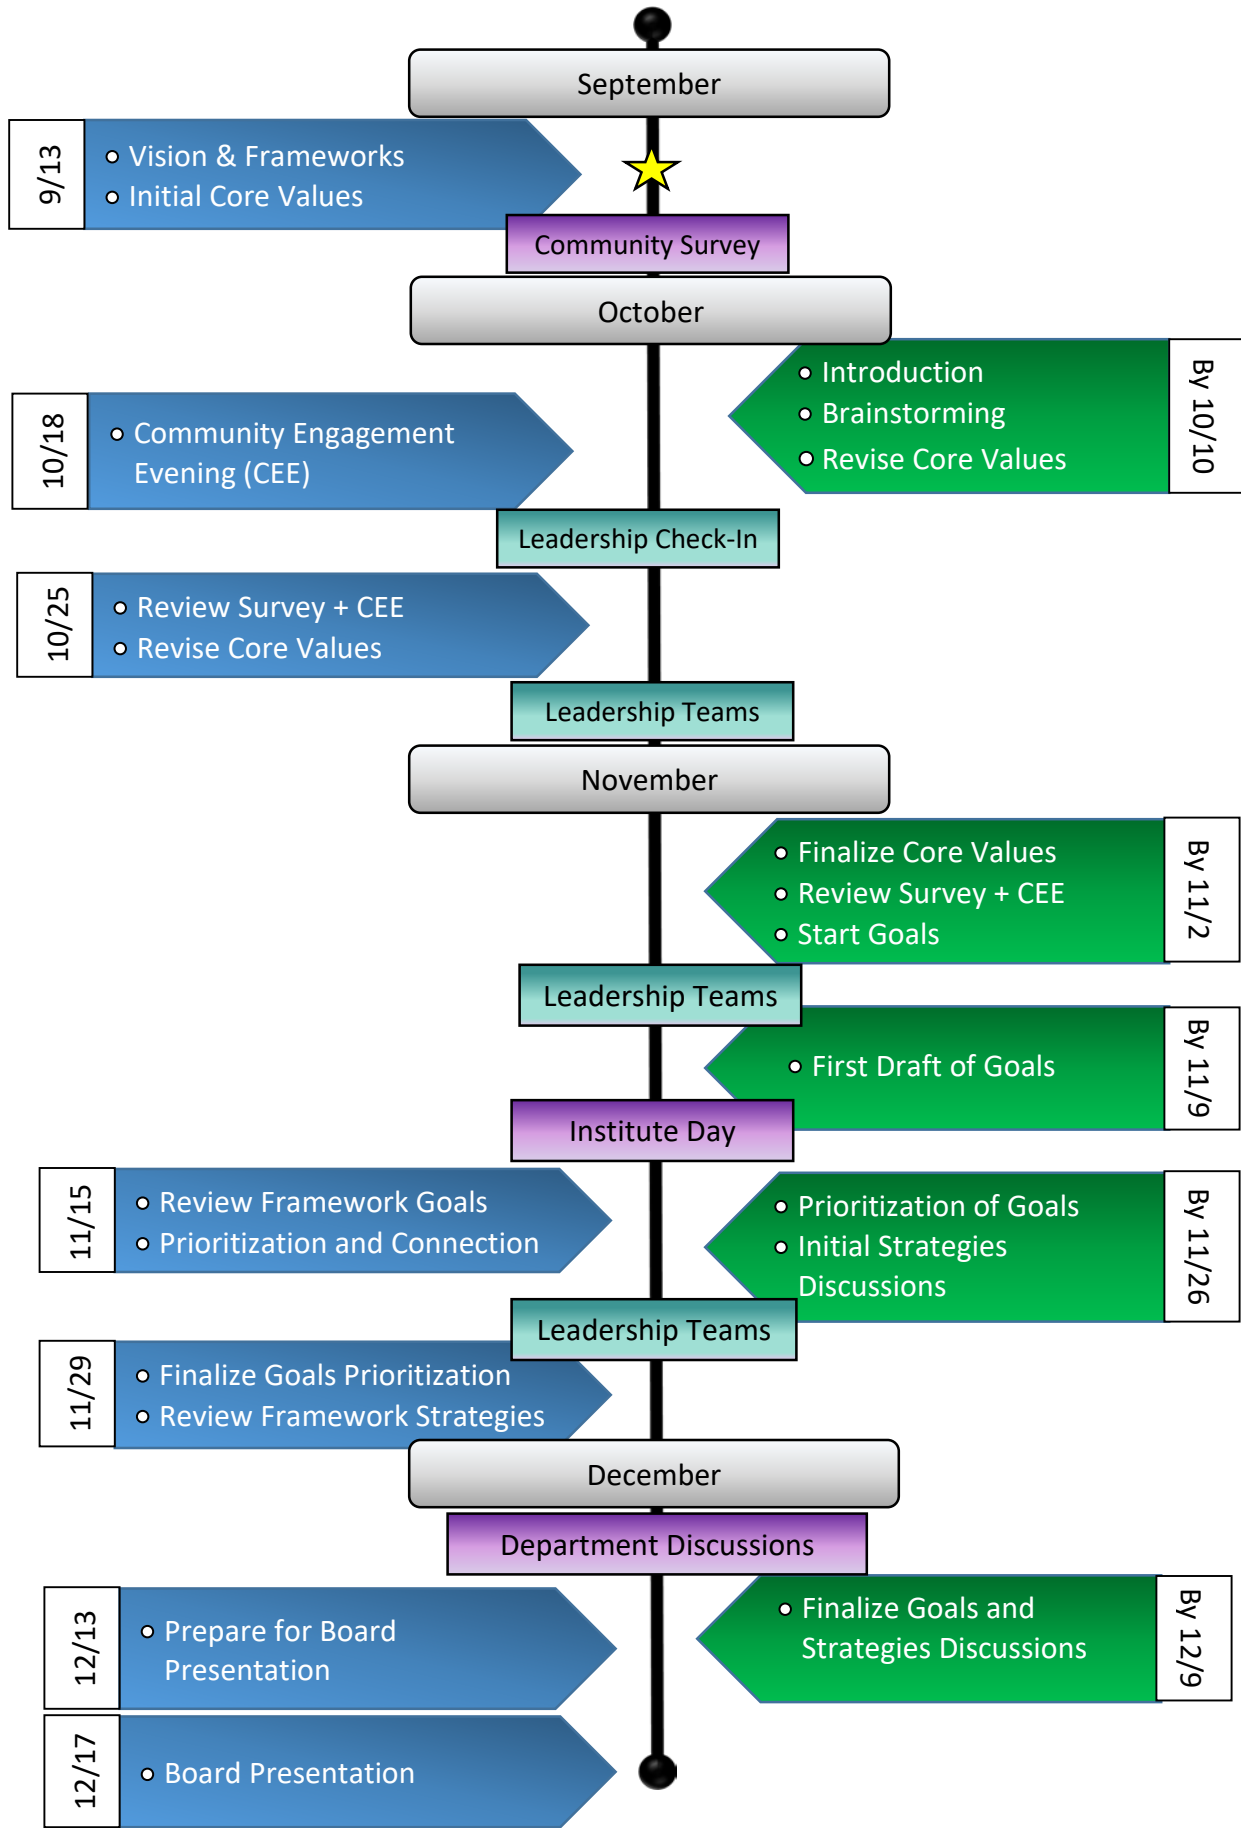 September
9/13
Vision & Frameworks
Initial Core Values
Community Survey
October
By 10/10
Introduction
Brainstorming
Revise Core Values
10/18
Community Engagement
Evening (CEE)
Leadership Check-In
10/25
Review Survey + CEE
Revise Core Values
Leadership Teams
November
By 11/2
Finalize Core Values
Review Survey + CEE
Start Goals
Leadership Teams
By 11/9
First Draft of Goals
Institute Day
11/15
Review Framework Goals
Prioritization and Connection
By 11/26
Prioritization of Goals
Initial Strategies
Discussions
Leadership Teams
11/29
Finalize Goals Prioritization
Review Framework Strategies
December
Department Discussions
By 12/9
Finalize Goals and
Strategies Discussions
12/13
Prepare for Board
Presentation
12/17
Board Presentation